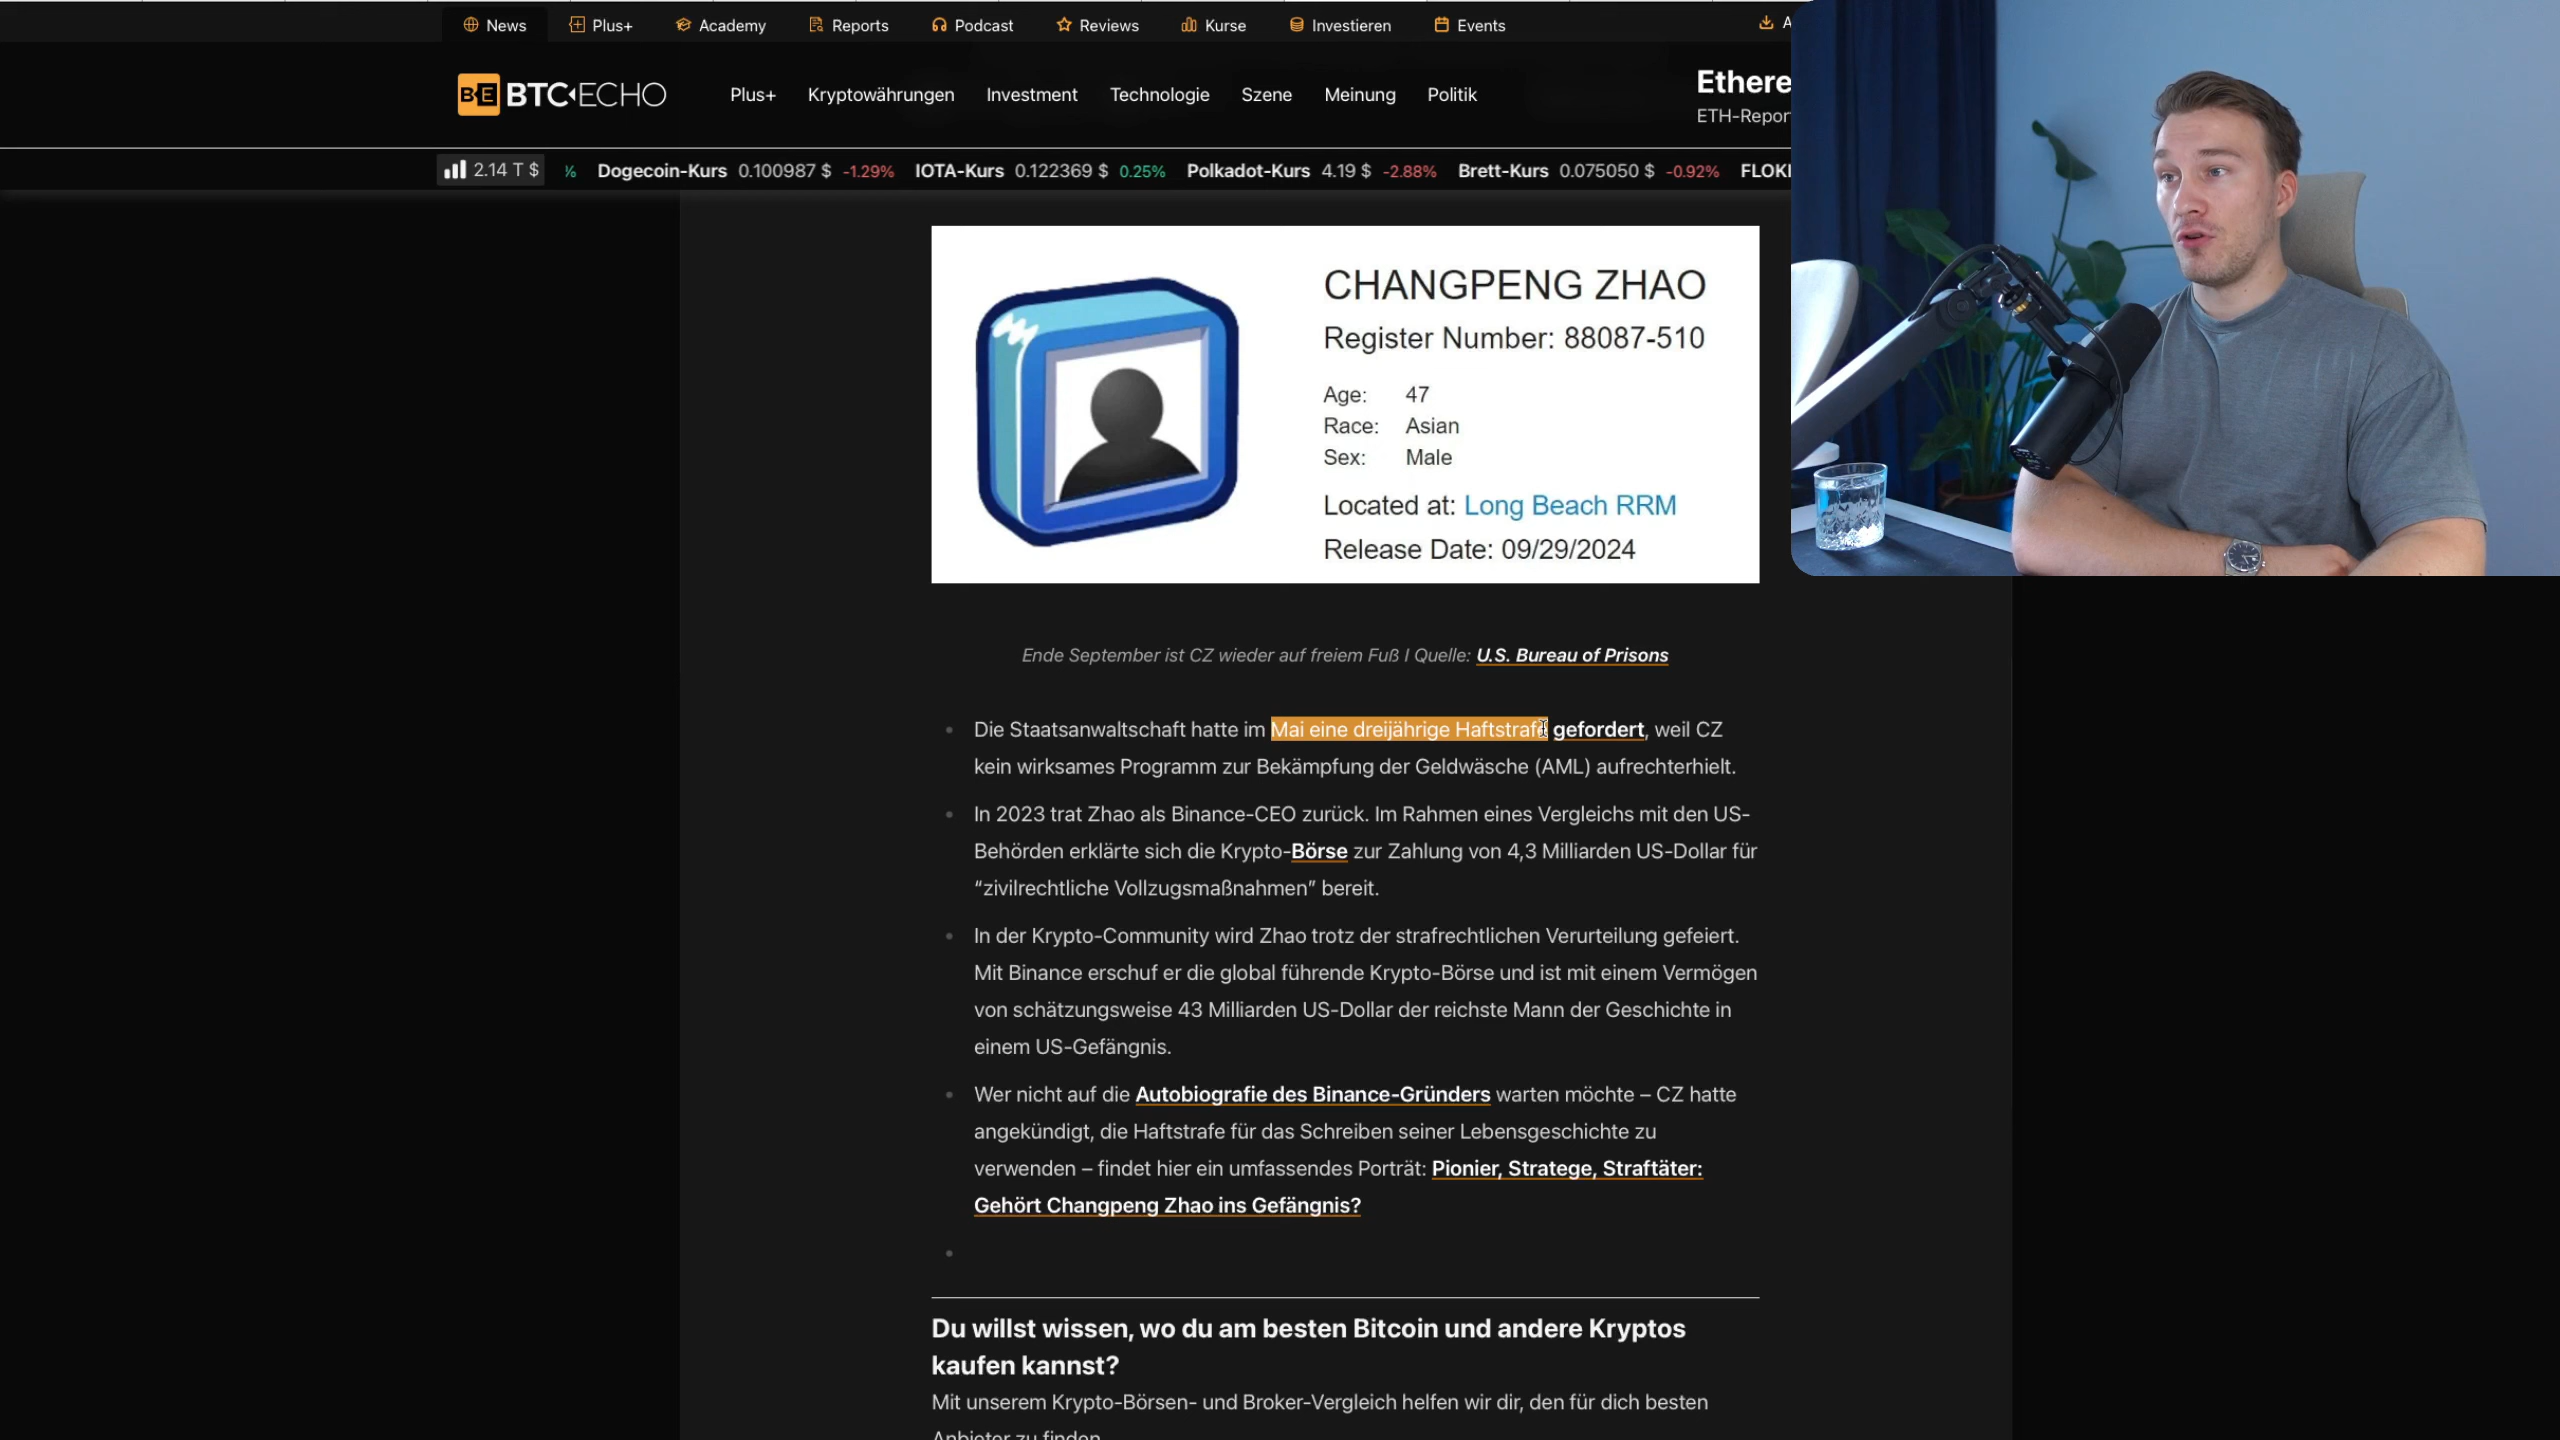 News Plus+ Academy Reports Podcast Reviews Kurse Investieren Events A
BE BTC ECHO Plus+ Kryptowährungen Investment Technologie Szene Meinung Politik
Ethere
ETH-Repor
2.14 T $ % Dogecoin-Kurs 0.100987 $ -1.29% IOTA-Kurs 0.122369 $ 0.25% Polkadot-Kurs 4.19 $ -2.88% Brett-Kurs 0.075050 $ -0.92% FLOKI
CHANGPENG ZHAO
Register Number: 88087-510
Age: 47
Race: Asian
Sex: Male
Located at: Long Beach RRM
Release Date: 09/29/2024
Ende September ist CZ wieder auf freiem Fuß I Quelle: U.S. Bureau of Prisons
Die Staatsanwaltschaft hatte im Mai eine dreijährige Haftstrafe gefordert, weil CZ
kein wirksames Programm zur Bekämpfung der Geldwäsche (AML) aufrechterhielt.
In 2023 trat Zhao als Binance-CEO zurück. Im Rahmen eines Vergleichs mit den US-
Behörden erklärte sich die Krypto-Börse zur Zahlung von 4,3 Milliarden US-Dollar für
“zivilrechtliche Vollzugsmaßnahmen” bereit.
In der Krypto-Community wird Zhao trotz der strafrechtlichen Verurteilung gefeiert.
Mit Binance erschuf er die global führende Krypto-Börse und ist mit einem Vermögen
von schätzungsweise 43 Milliarden US-Dollar der reichste Mann der Geschichte in
einem US-Gefängnis.
Wer nicht auf die Autobiografie des Binance-Gründers warten möchte – CZ hatte
angekündigt, die Haftstrafe für das Schreiben seiner Lebensgeschichte zu
verwenden – findet hier ein umfassendes Porträt: Pionier, Stratege, Straftäter:
Gehört Changpeng Zhao ins Gefängnis?
Du willst wissen, wo du am besten Bitcoin und andere Kryptos
kaufen kannst?
Mit unserem Krypto-Börsen- und Broker-Vergleich helfen wir dir, den für dich besten
Anbieter zu finden